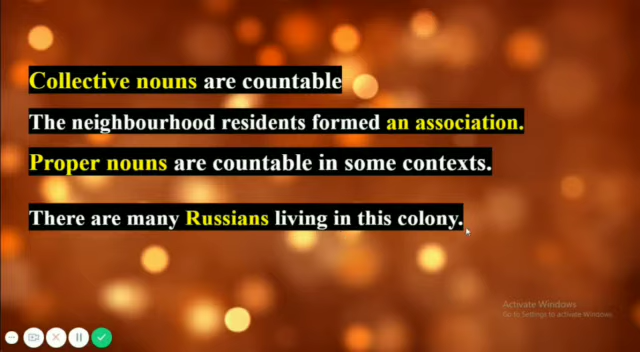 Collective nouns are countable
The neighbourhood residents formed an association.
Proper nouns are countable in some contexts.
There are many Russians living in this colony.
Activate Windows
Go to Settings to activate Windows.